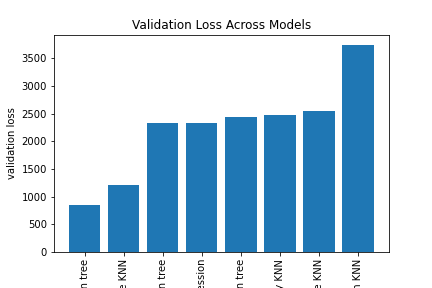 Validation Loss Across Models
validation loss
3500
3000
2500
2000
1500
1000
500
0
n tree
e KNN
n tree
ession
n tree
y KNN
e KNN
n KNN